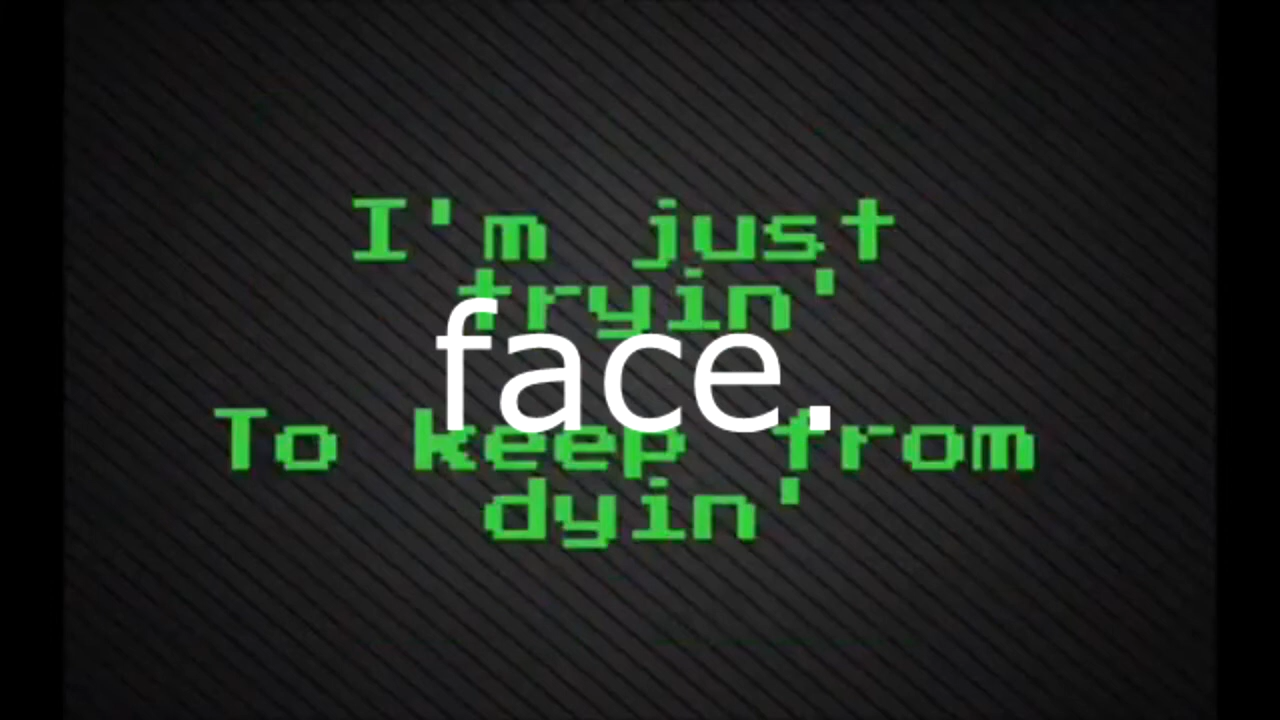 I'm just
tryin'
face.
To keep from
dyin'